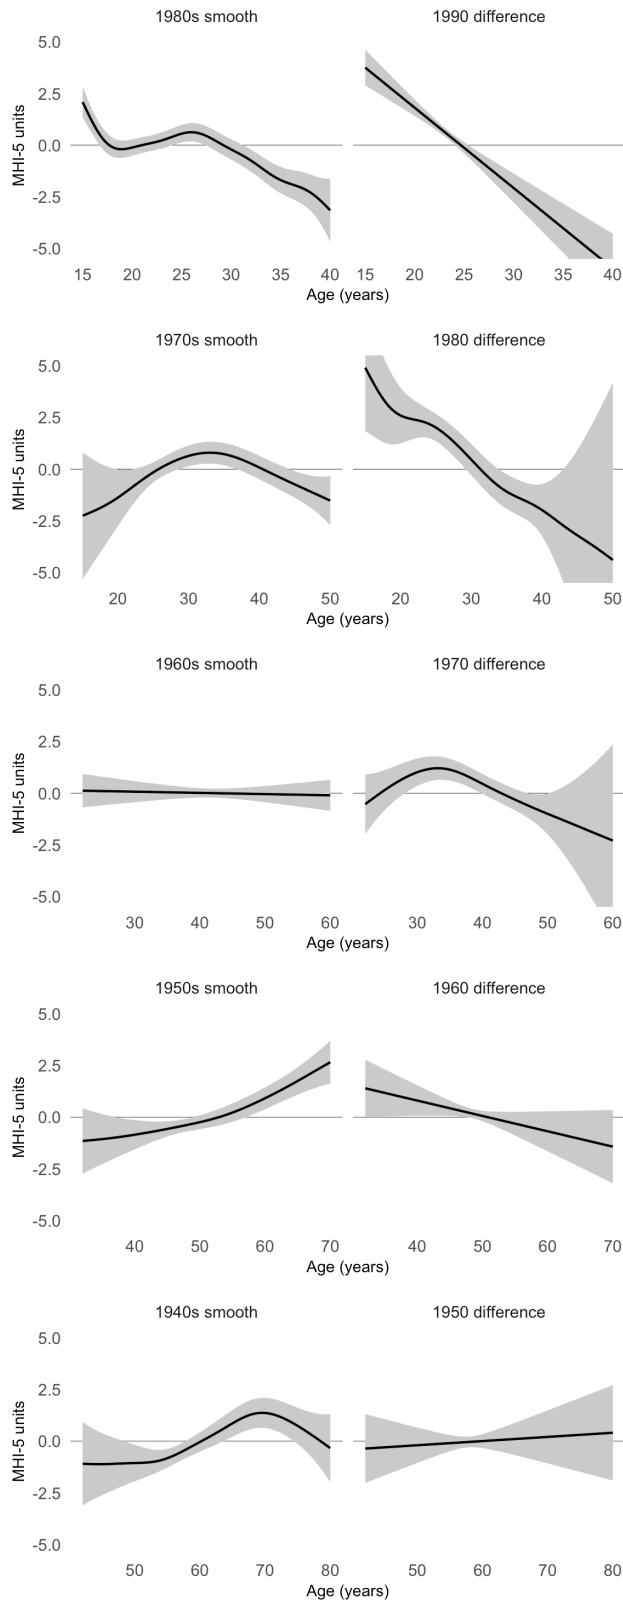 1980s smooth 1990 difference
5.0
2.5
0.0
-2.5
-5.0
MHI-5 units
15 20 25 30 35 40 15 20 25 30 35 40
Age (years)
1970s smooth 1980 difference
5.0
2.5
0.0
-2.5
-5.0
MHI-5 units
20 30 40 50 20 30 40 50
Age (years)
1960s smooth 1970 difference
5.0
2.5
0.0
-2.5
-5.0
MHI-5 units
30 40 50 60 30 40 50 60
Age (years)
1950s smooth 1960 difference
5.0
2.5
0.0
-2.5
-5.0
MHI-5 units
40 50 60 70 40 50 60 70
Age (years)
1940s smooth 1950 difference
5.0
2.5
0.0
-2.5
-5.0
MHI-5 units
50 60 70 80 50 60 70 80
Age (years)